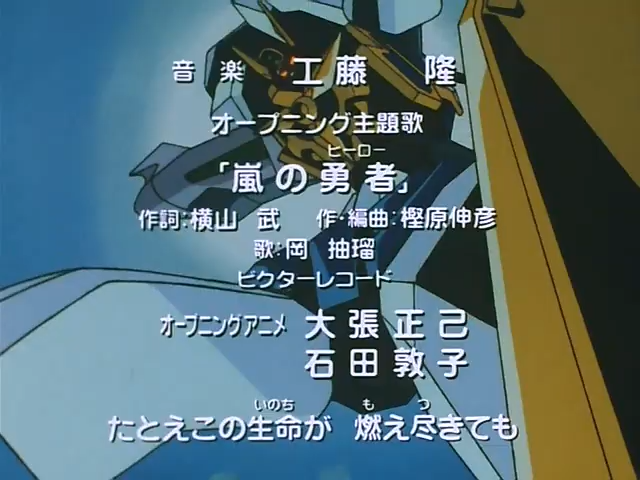 音楽 工藤 隆
オープニング主題歌
ヒーロー
「嵐の勇者」
作詞:横山 武 作・編曲:樫原伸彦
歌:岡 柚瑠
ビクターレコード
オープニングアニメ 大張正己
石田敦子
いのち も つ
たとえこの生命が 燃え尽きても